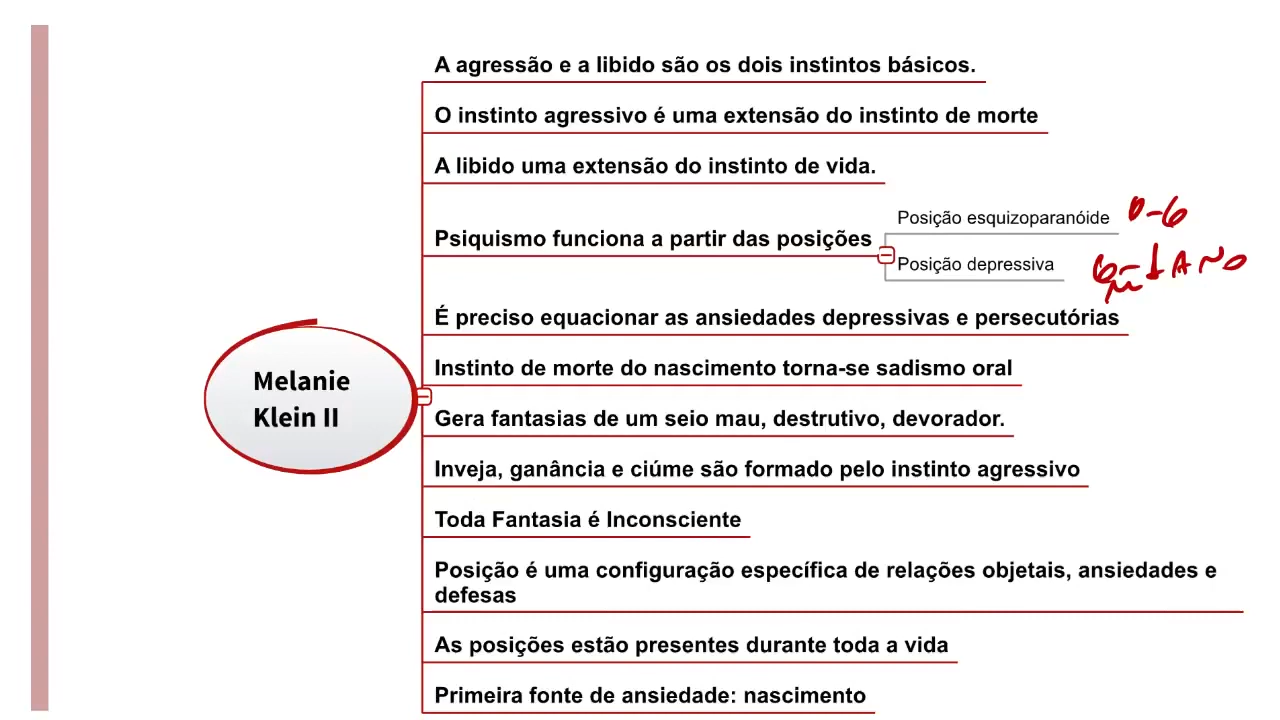 A agressão e a libido são os dois instintos básicos.
O instinto agressivo é uma extensão do instinto de morte
A libido uma extensão do instinto de vida.
Psiquismo funciona a partir das posições
Posição esquizoparanóide 0-6
Posição depressiva 6m-1 ANO
É preciso equacionar as ansiedades depressivas e persecutórias
Instinto de morte do nascimento torna-se sadismo oral
Melanie
Klein II
Gera fantasias de um seio mau, destrutivo, devorador.
Inveja, ganância e ciúme são formado pelo instinto agressivo
Toda Fantasia é Inconsciente
Posição é uma configuração específica de relações objetais, ansiedades e
defesas
As posições estão presentes durante toda a vida
Primeira fonte de ansiedade: nascimento